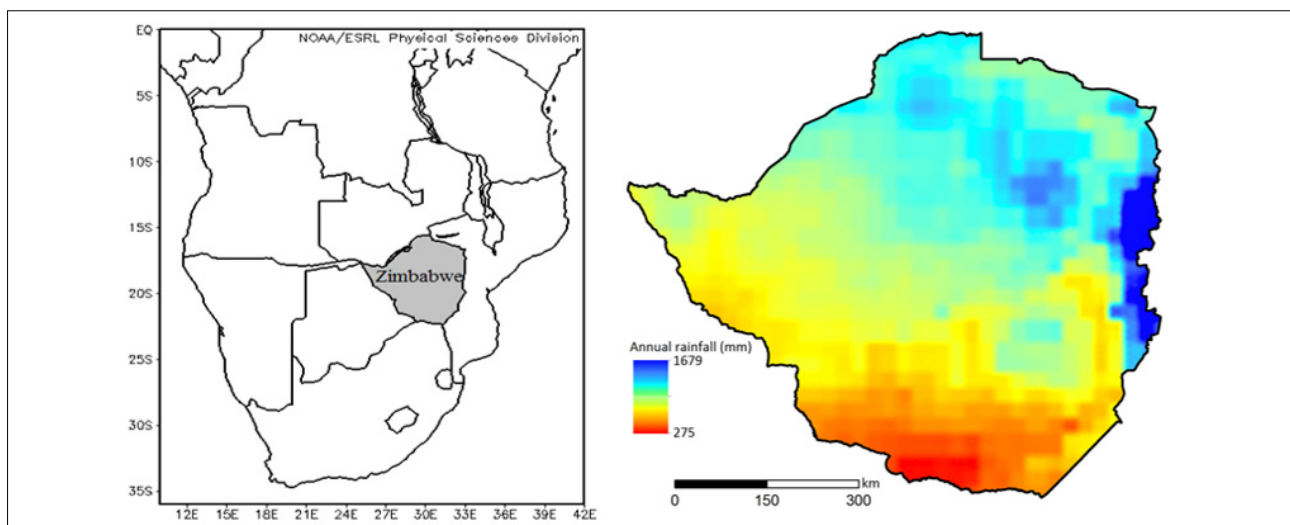 EQ
5S
10S
15S
20S
25S
30S
35S
12E 15E 18E 21E 24E 27E 30E 33E 36E 39E 42E
NOAA/ESRL Physical Sciences Division
Zimbabwe
Annual rainfall (mm)
1679
275
km
0 150 300